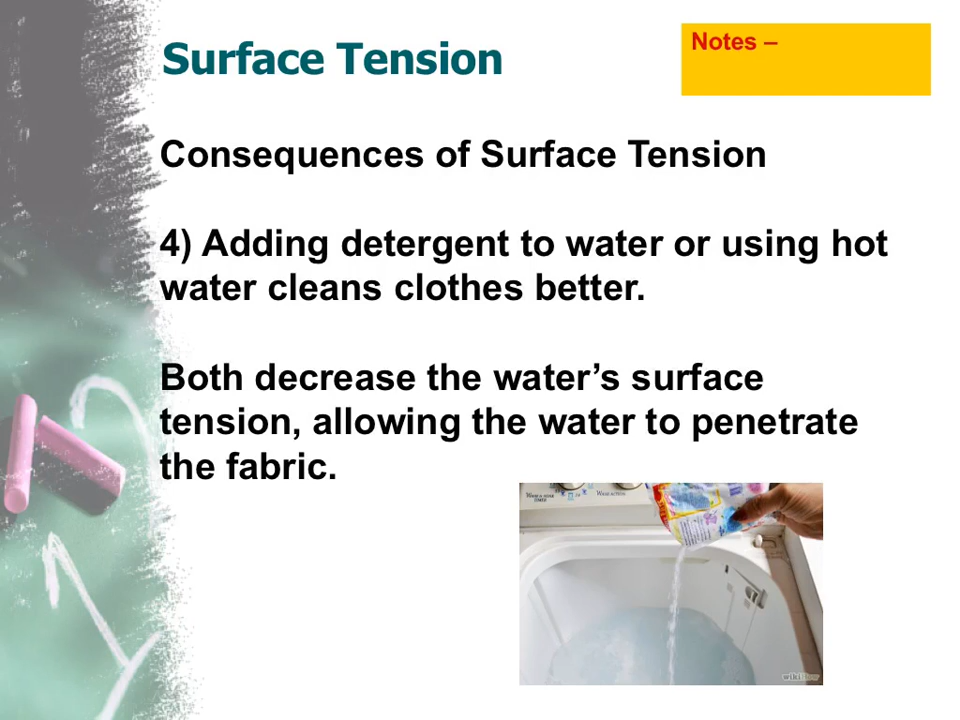 Surface Tension
Notes –
Consequences of Surface Tension
4) Adding detergent to water or using hot
water cleans clothes better.
Both decrease the water’s surface
tension, allowing the water to penetrate
the fabric.
wikiHow